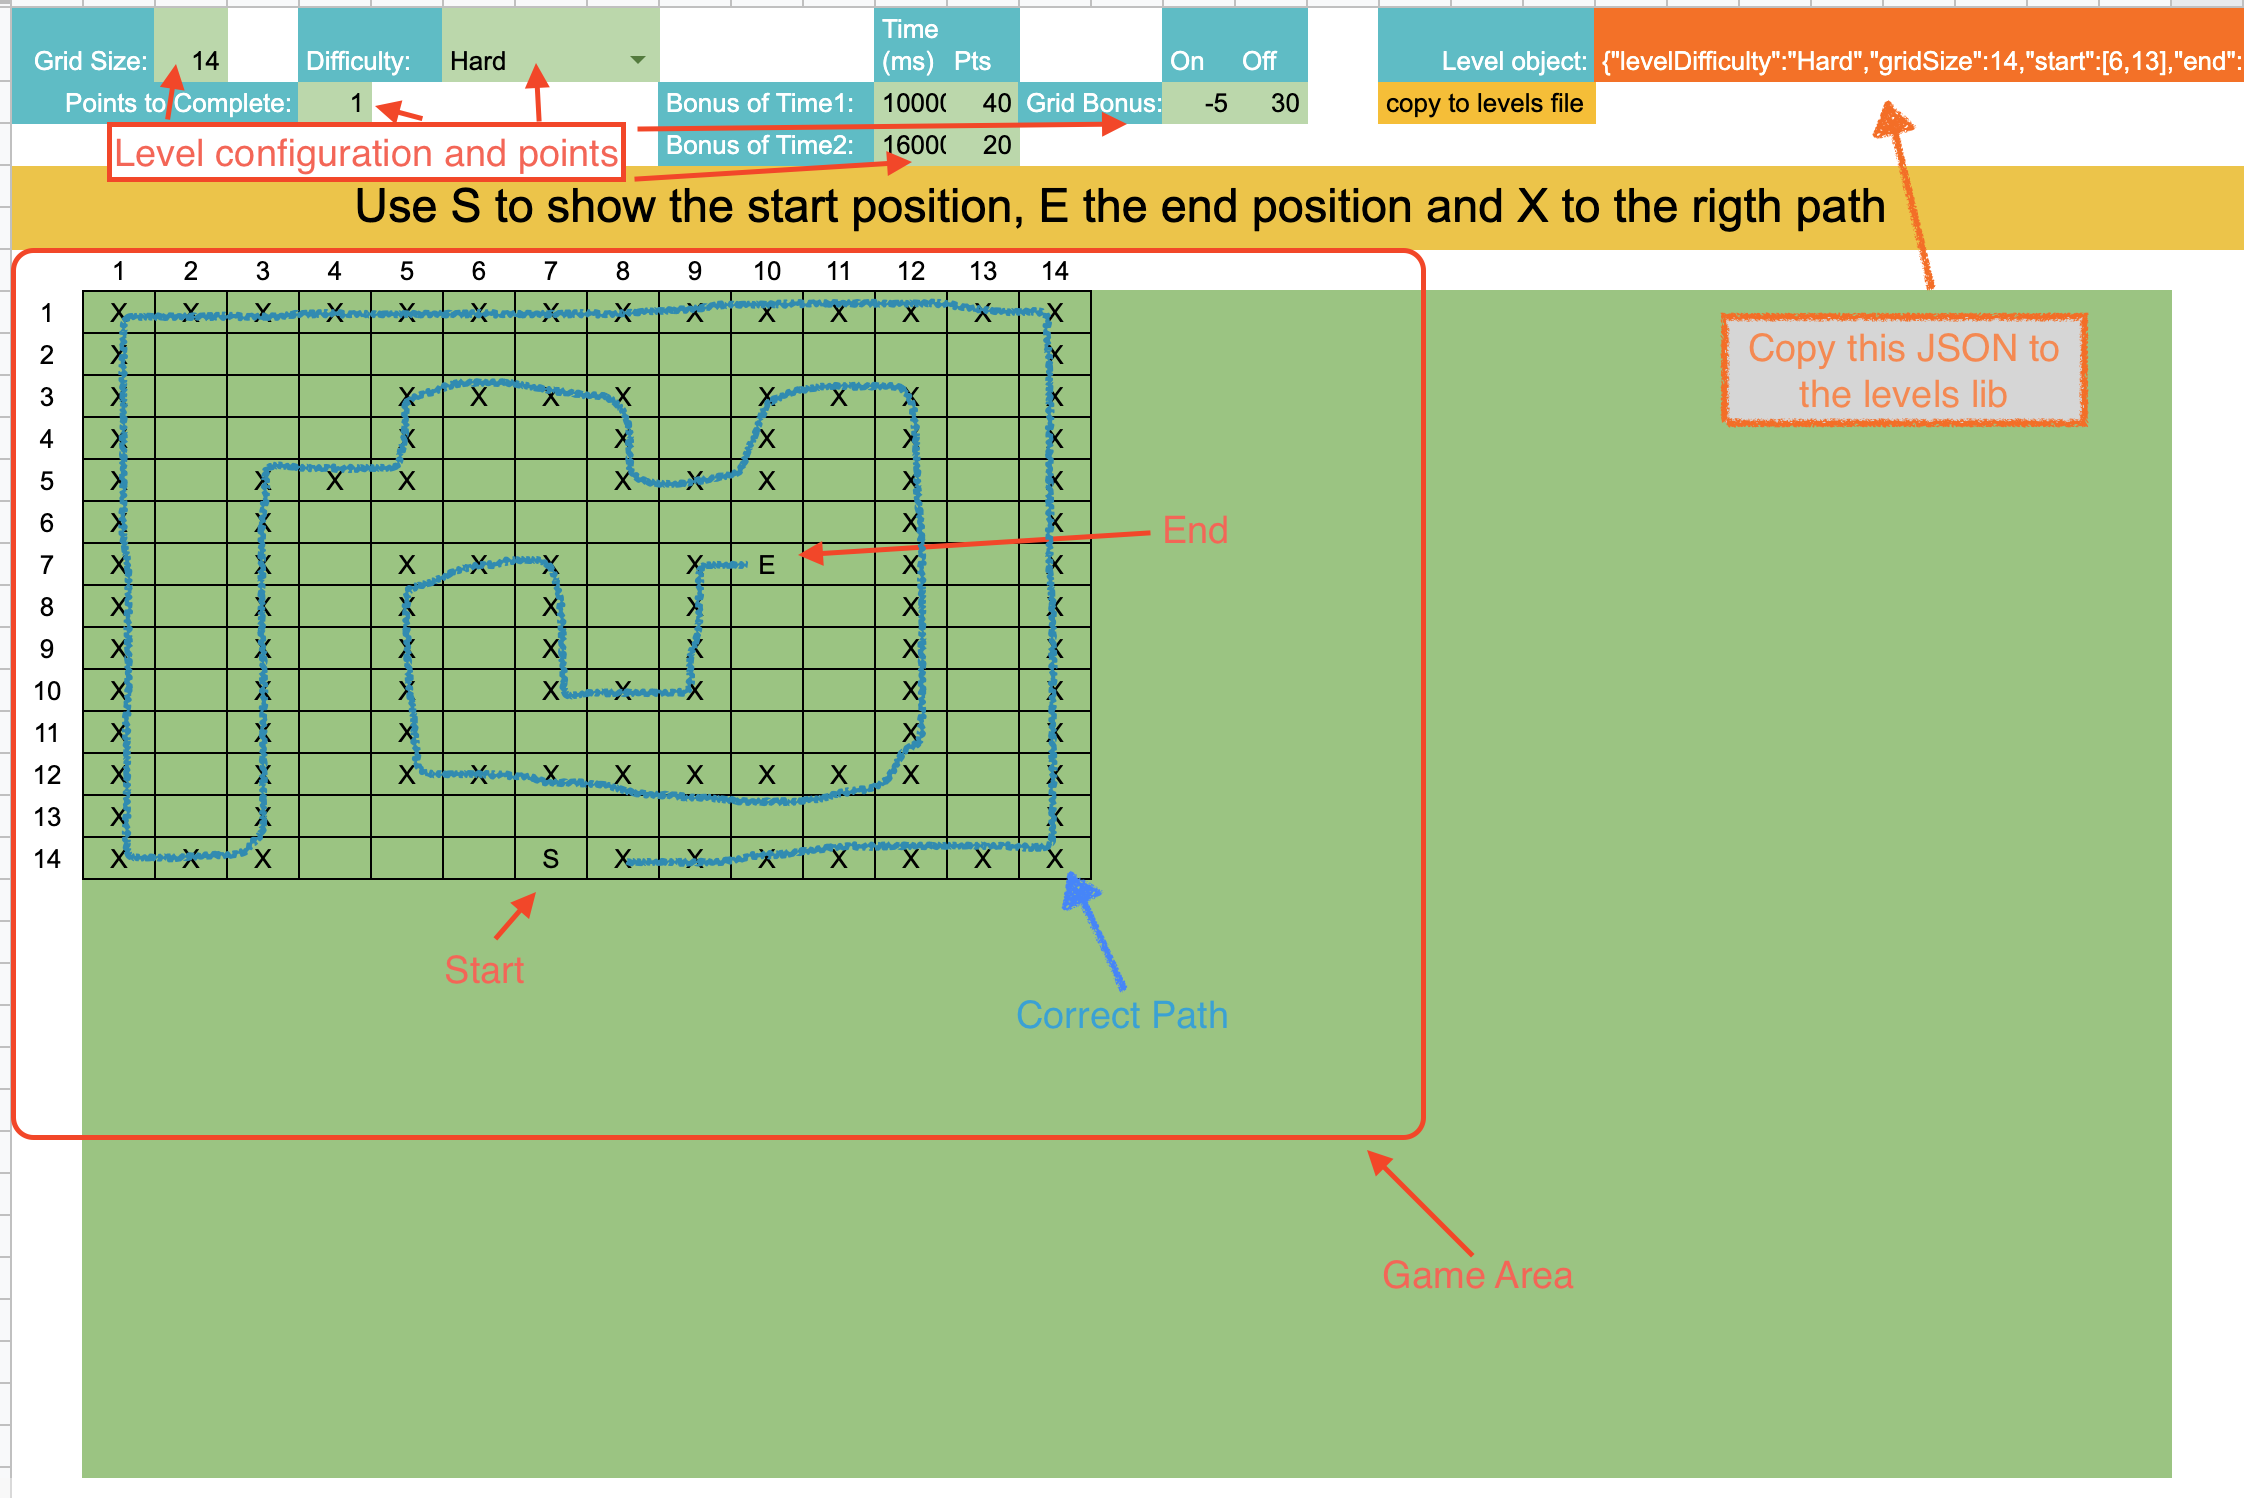 Time
Grid Size: 14 Difficulty: Hard (ms) Pts On Off Level object: {"levelDifficulty":"Hard","gridSize":14,"start":[6,13],"end":
Points to Complete: 1 Bonus of Time1: 1000 40 Grid Bonus: -5 30 copy to levels file
Level configuration and points Bonus of Time2: 1600 20
Use S to show the start position, E the end position and X to the rigth path
1 2 3 4 5 6 7 8 9 10 11 12 13 14
1 X X X X X X X X X X X X X X
2 X X
3 X X X X X X X X X
4 X X X X X X
5 X X X X X X X X X
6 X X X X
7 X X X X X X E X X
8 X X X X X X X
9 X X X X X X X
10 X X X X X X X X
11 X X X X X
12 X X X X X X X X X X X
13 X X X
14 X X X S X X X X X X X
Copy this JSON to
the levels lib
End
Start
Correct Path
Game Area